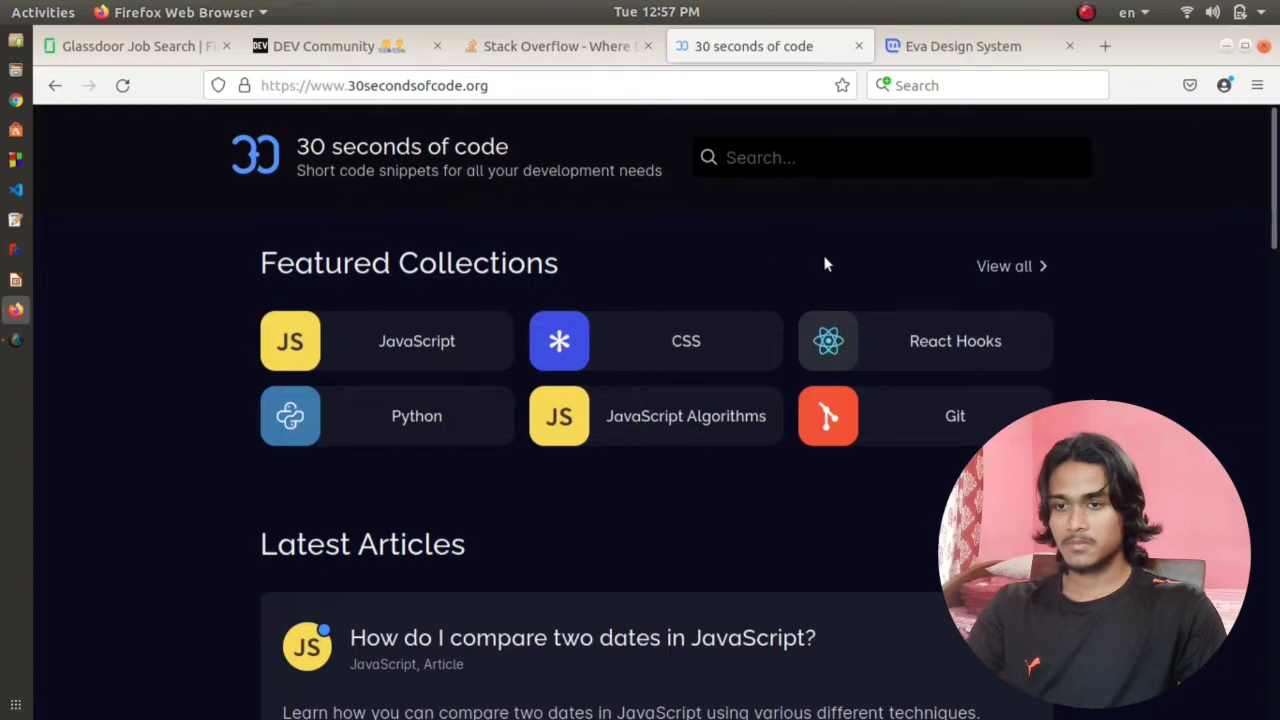 Activities
Firefox Web Browser
Tue 12:57 PM
en
Glassdoor Job Search | Fi
DEV
DEV Community
Stack Overflow - Where D
30 seconds of code
Eva Design System
https://www.30secondsofcode.org
Search
30 seconds of code
Short code snippets for all your development needs
Search...
Featured Collections
View all
JS
JavaScript
CSS
React Hooks
Python
JS
JavaScript Algorithms
Git
Latest Articles
JS
How do I compare two dates in JavaScript?
JavaScript, Article
Learn how you can compare two dates in JavaScript using various different techniques.